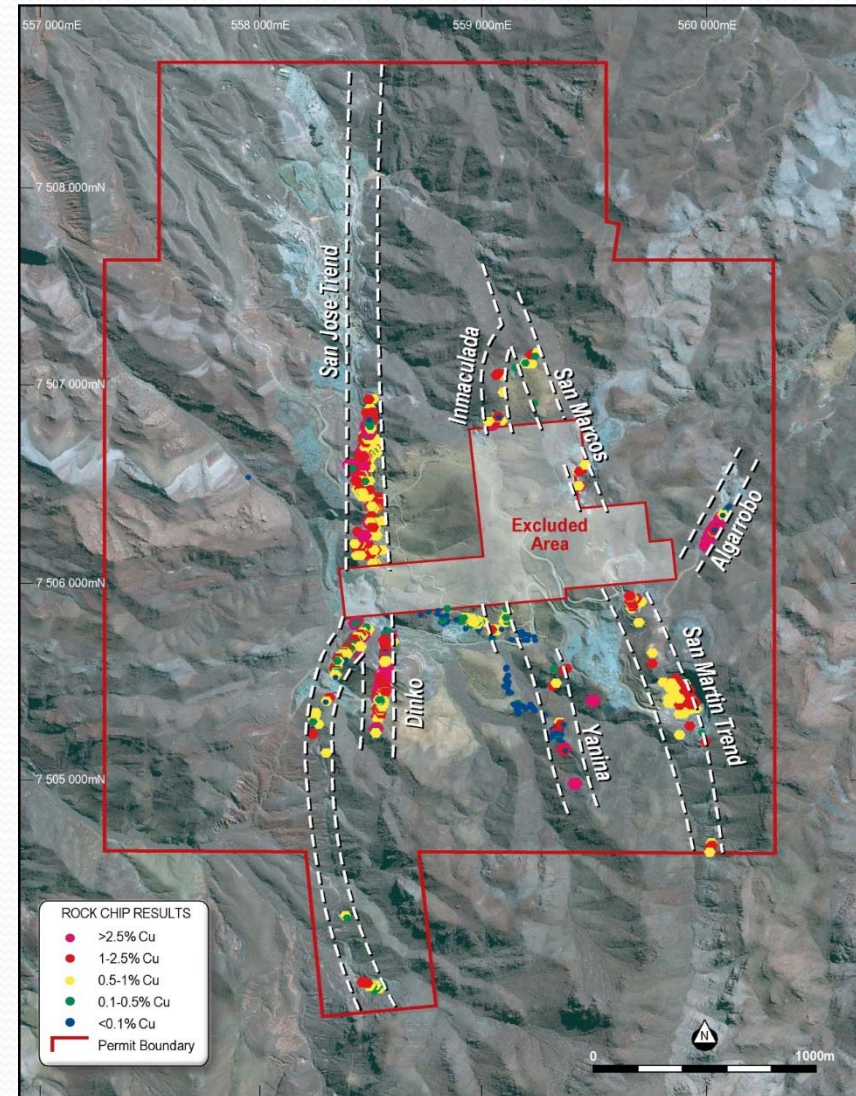 557 000mE
558 000mE
559 000mE
560 000mE
7 508 000mN
San Jose Trend
7 507 000mN
Inmaculada
San Marcos
Excluded
Area
Algarrobo
7 506 000mN
Dinko
Yanina
San Martin Trend
7 505 000mN
ROCK CHIP RESULTS
>2.5% Cu
1-2.5% Cu
0.5-1% Cu
0.1-0.5% Cu
<0.1% Cu
Permit Boundary
N
0 1000m